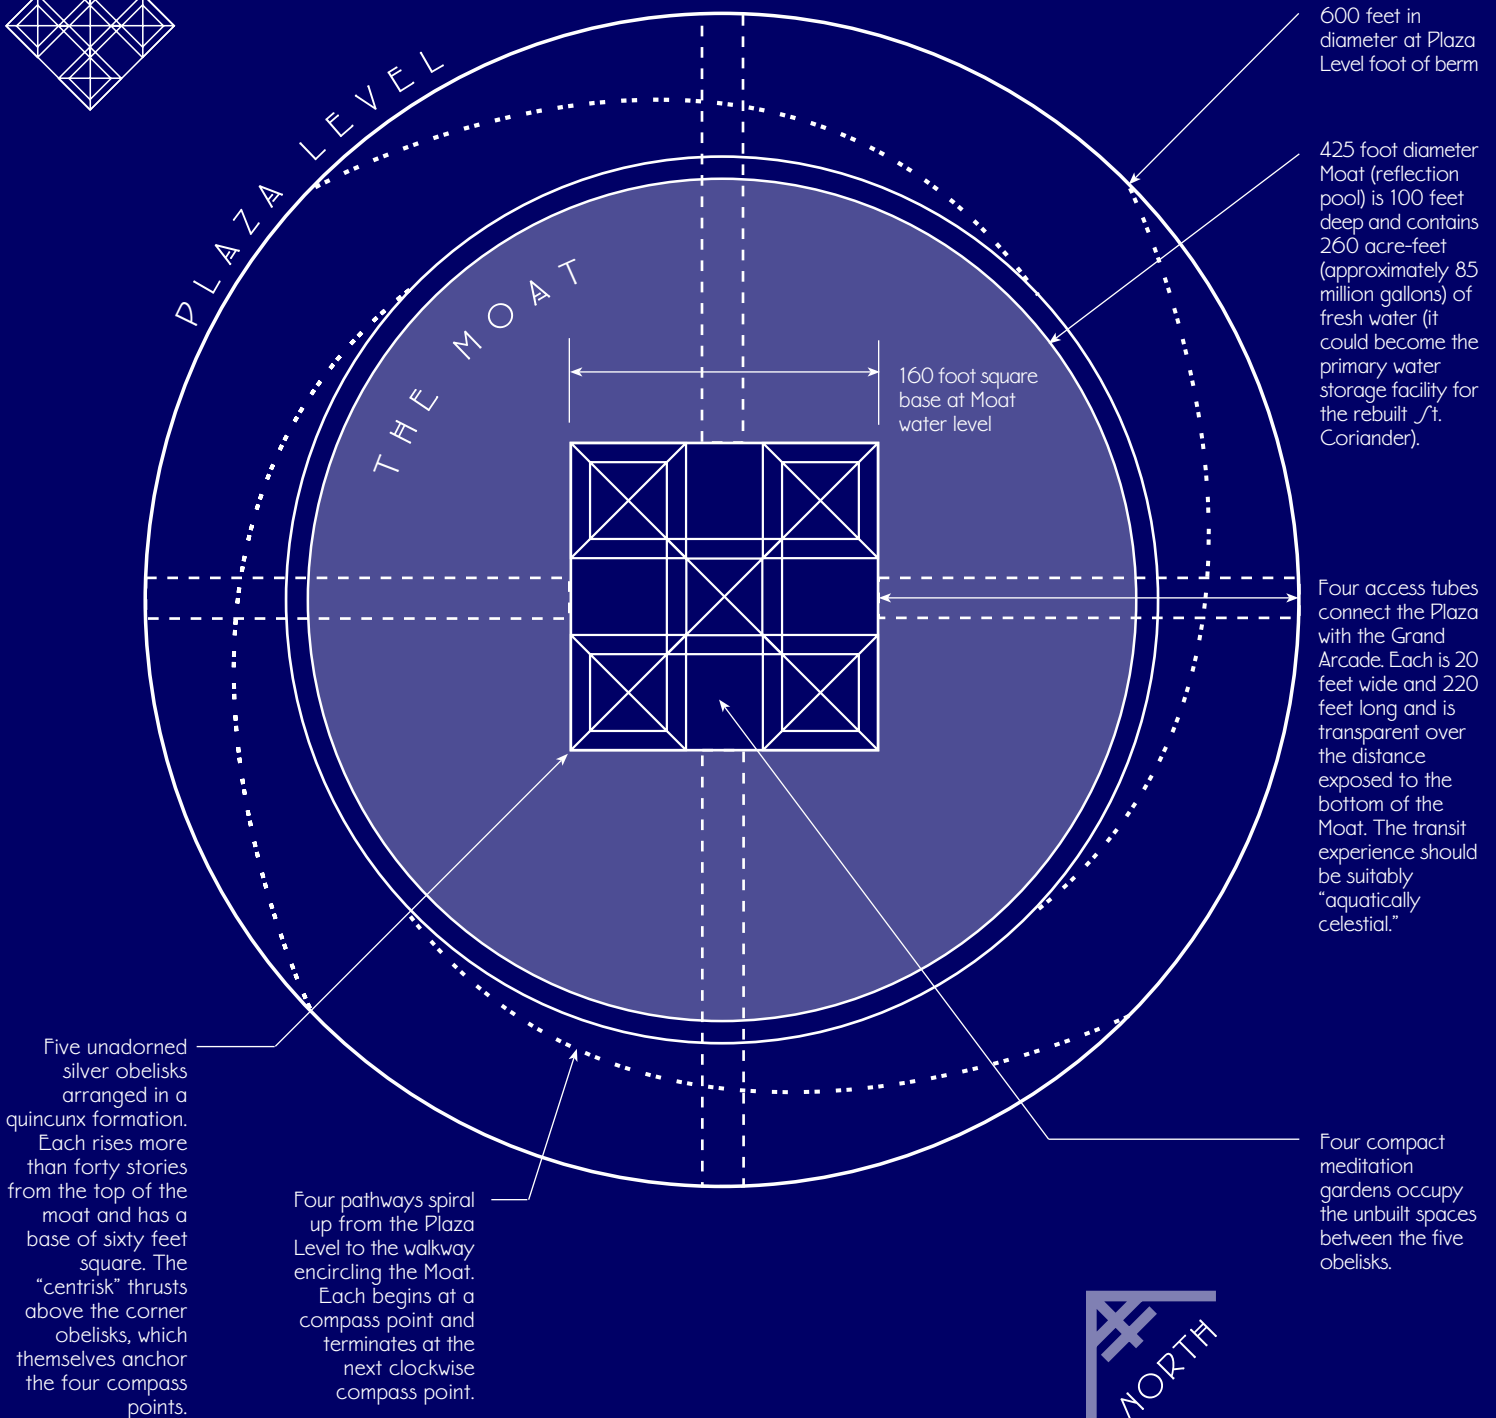 PLAZA LEVEL
THE MOAT
600 feet in
diameter at Plaza
Level foot of berm
425 foot diameter
Moat (reflection
pool) is 100 feet
deep and contains
260 acre-feet
(approximately 85
million gallons) of
fresh water (it
could become the
primary water
storage facility for
the rebuilt St.
Coriander).
160 foot square
base at Moat
water level
Four access tubes
connect the Plaza
with the Grand
Arcade. Each is 20
feet wide and 220
feet long and is
transparent over
the distance
exposed to the
bottom of the
Moat. The transit
experience should
be suitably
“aquatically
celestial.”
Five unadorned
silver obelisks
arranged in a
quincunx formation.
Each rises more
than forty stories
from the top of the
moat and has a
base of sixty feet
square. The
“centrisk” thrusts
above the corner
obelisks, which
themselves anchor
the four compass
points.
Four pathways spiral
up from the Plaza
Level to the walkway
encircling the Moat.
Each begins at a
compass point and
terminates at the
next clockwise
compass point.
Four compact
meditation
gardens occupy
the unbuilt spaces
between the five
obelisks.
NORTH